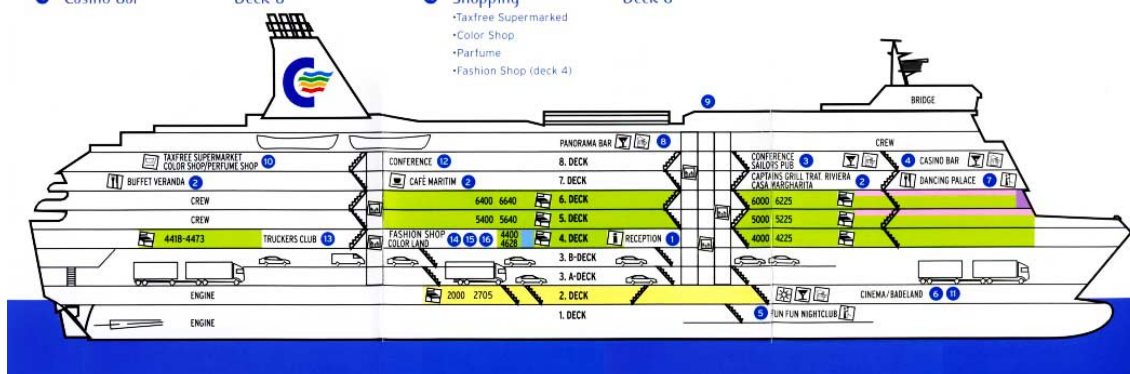 Casino Bar
Deck 8
Shopping
Deck 8
•Taxfree Supermarked
•Color Shop
•Parfume
•Fashion Shop (deck 4)
9
BRIDGE
PANORAMA BAR 8
CREW
TAXFREE SUPERMARKET
COLOR SHOP/PERFUME SHOP 10
CONFERENCE 12
8. DECK
CONFERENCE
SAILORS PUB 3
4 CASINO BAR
BUFFET VERANDA 2
CAFÉ MARITIM 2
7. DECK
CAPTAINS GRILL TRAT. RIVIERA
CASA MARGHARITA 2
DANCING PALACE 7
CREW
6400 6640
6. DECK
6000 6225
CREW
5400 5640
5. DECK
5000 5225
4418-4473
TRUCKERS CLUB 13
FASHION SHOP
COLOR LAND 14 15 16
4400
4628
4. DECK
RECEPTION 1
4000 4225
3. B-DECK
3. A-DECK
ENGINE
2000 2705
2. DECK
CINEMA/BADELAND 6 11
ENGINE
1. DECK
5 FUN FUN NIGHTCLUB